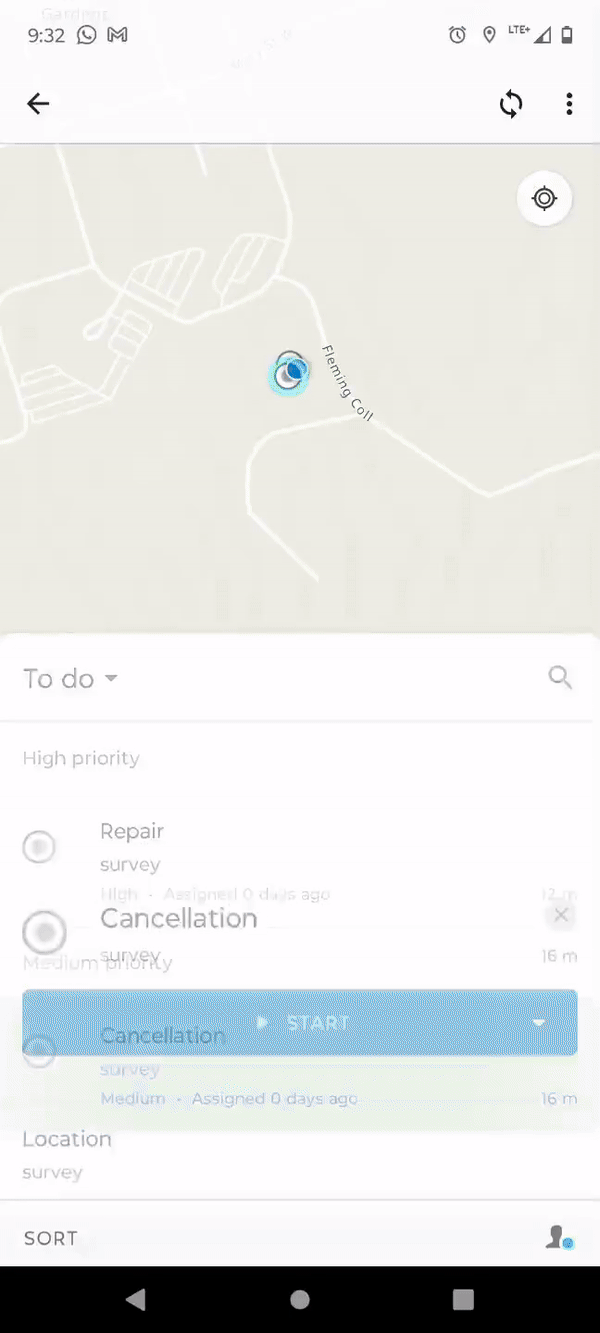 Gardens
9:32
LTE+
Fleming Coll
To do
High priority
Repair
survey
High - Assigned 0 days ago 12 m
Cancellation
survey 16 m
Medium priority
START
Cancellation
survey
Medium - Assigned 0 days ago 16 m
Location
survey
SORT